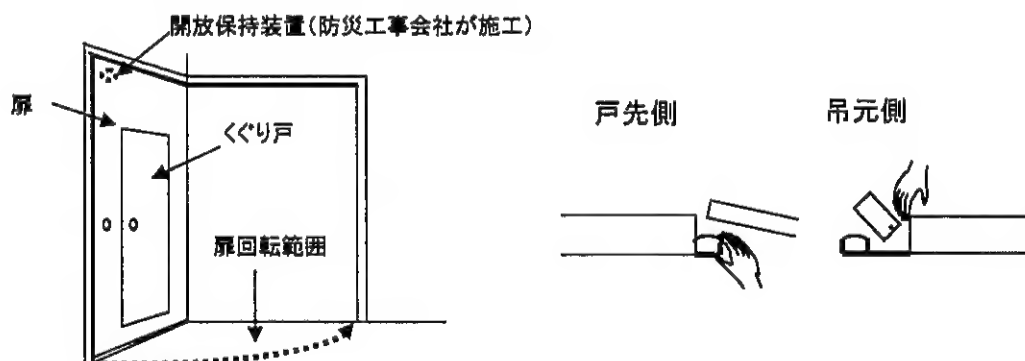 開放保持装置(防災工事会社が施工)
扉
くぐり戸
扉回転範囲
戸先側
吊元側